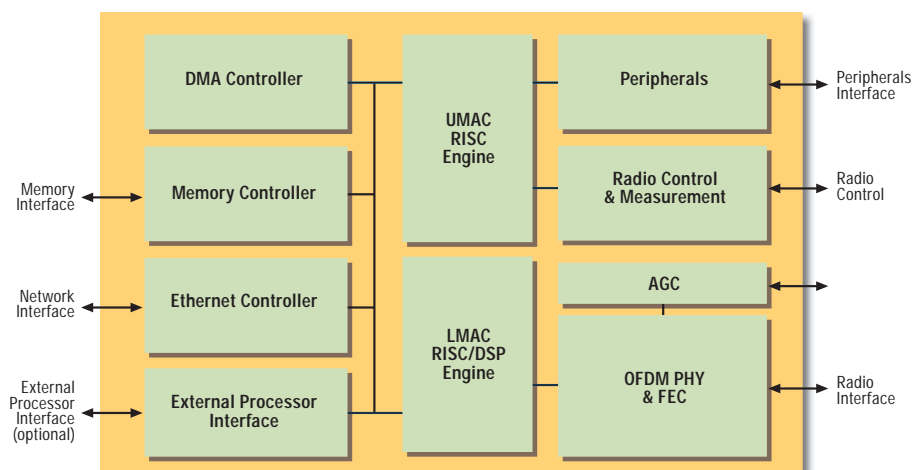 DMA Controller
UMAC
RISC
Engine
Peripherals
Peripherals
Interface
Memory
Interface
Memory Controller
Radio Control
& Measurement
Radio
Control
Network
Interface
Ethernet Controller
LMAC
RISC/DSP
Engine
AGC
External
Processor
Interface
(optional)
External Processor
Interface
OFDM PHY
& FEC
Radio
Interface